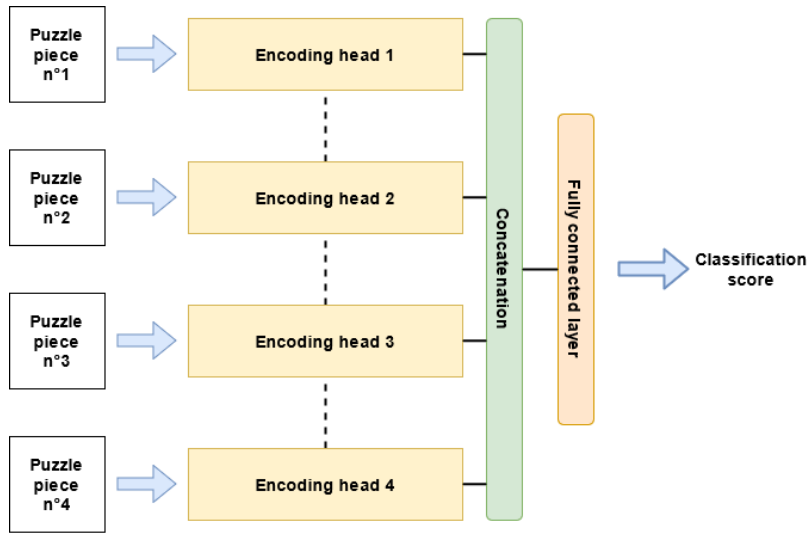 Puzzle
piece
n°1
Encoding head 1
Puzzle
piece
n°2
Encoding head 2
Puzzle
piece
n°3
Encoding head 3
Puzzle
piece
n°4
Encoding head 4
Concatenation
Fully connected layer
Classification
score